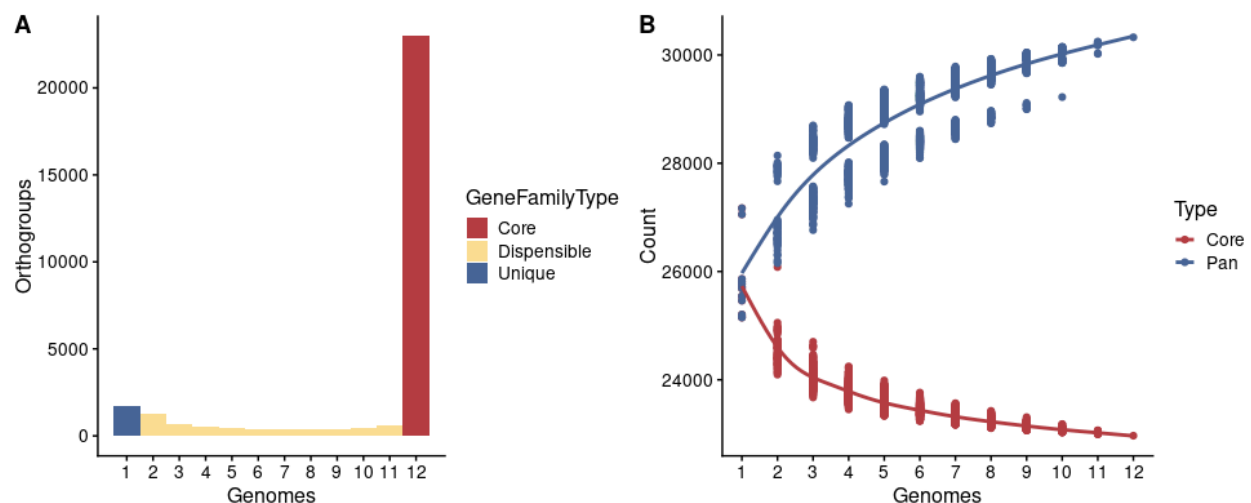 A
Orthogroups
20000
15000
10000
5000
0
1 2 3 4 5 6 7 8 9 10 11 12
Genomes
GeneFamilyType
Core
Dispensible
Unique
B
Count
30000
28000
26000
24000
1 2 3 4 5 6 7 8 9 10 11 12
Genomes
Type
Core
Pan